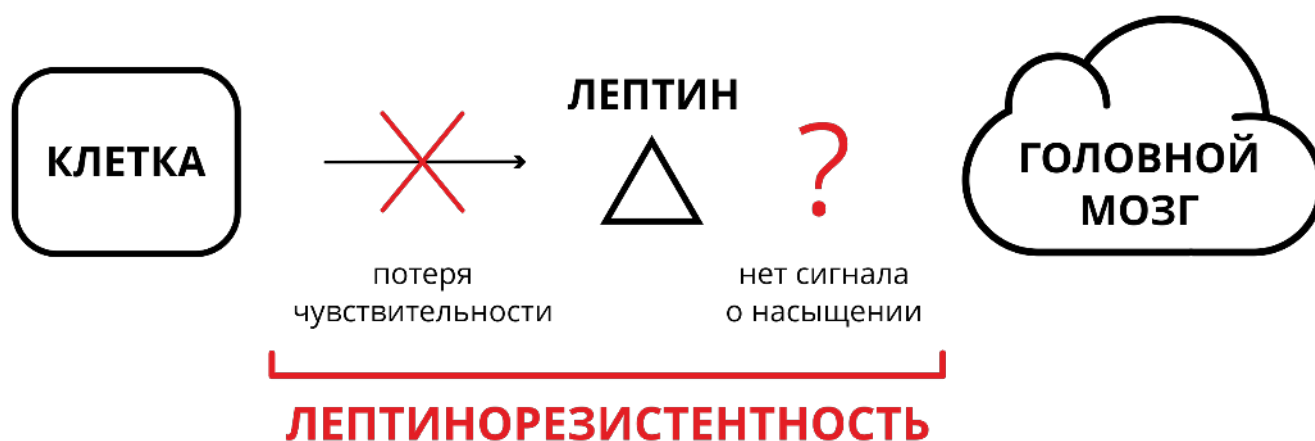 КЛЕТКА
ЛЕПТИН
?
ГОЛОВНОЙ
МОЗГ
потеря
чувствительности
нет сигнала
о насыщении
ЛЕПТИНОРЕЗИСТЕНТНОСТЬ